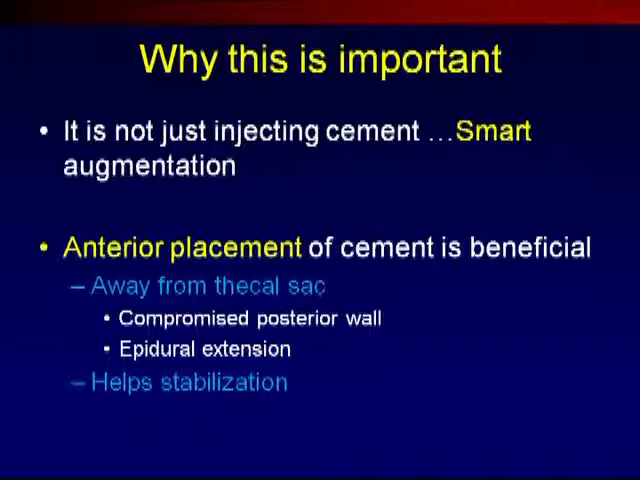 Why this is important
• It is not just injecting cement …Smart
augmentation
• Anterior placement of cement is beneficial
– Away from thecal sac
• Compromised posterior wall
• Epidural extension
– Helps stabilization